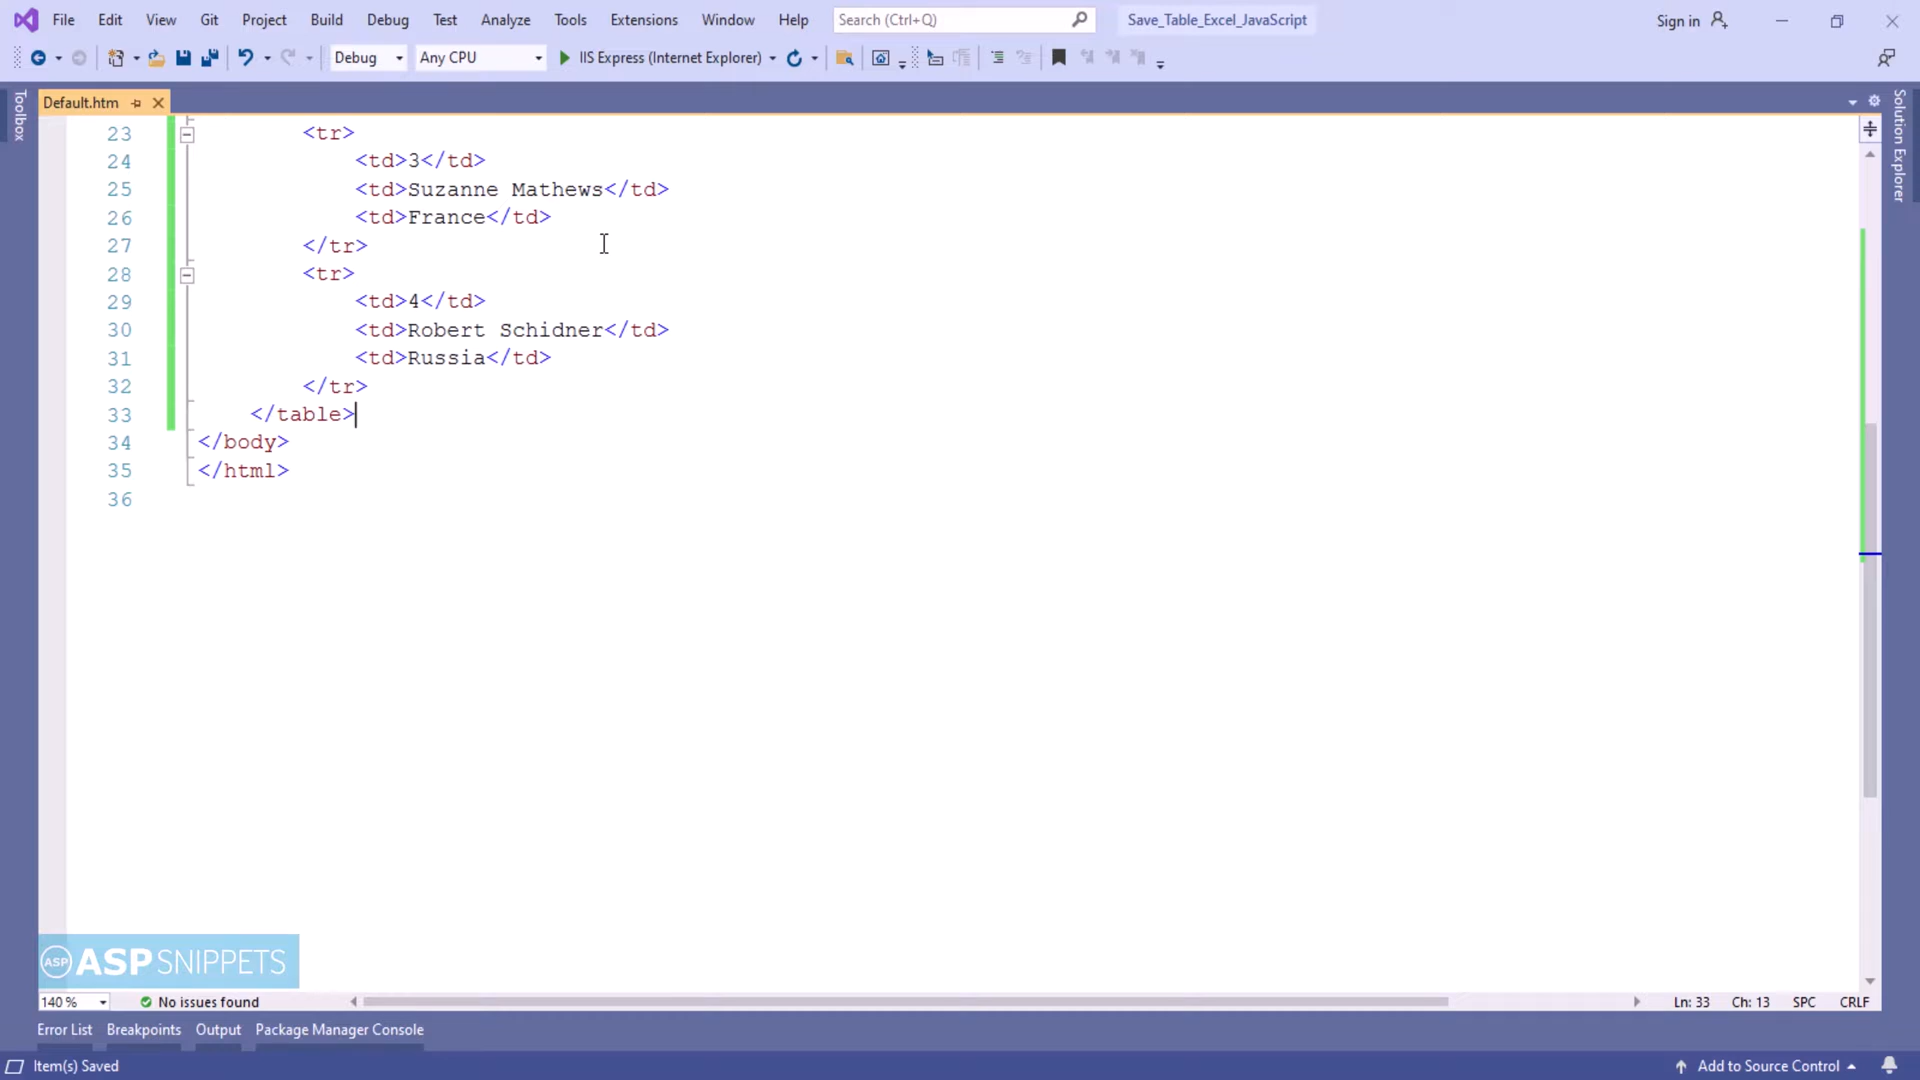 File Edit View Git Project Build Debug Test Analyze Tools Extensions Window Help Search (Ctrl+Q) Save_Table_Excel_JavaScript Sign in
Debug Any CPU IIS Express (Internet Explorer)
Toolbox
Default.htm
Solution Explorer
23 <tr>
24 <td>3</td>
25 <td>Suzanne Mathews</td>
26 <td>France</td>
27 </tr>
28 <tr>
29 <td>4</td>
30 <td>Robert Schidner</td>
31 <td>Russia</td>
32 </tr>
33 </table>
34 </body>
35 </html>
36
ASP ASPSNIPPETS
140 % No issues found Ln: 33 Ch: 13 SPC CRLF
Error List Breakpoints Output Package Manager Console
Item(s) Saved Add to Source Control